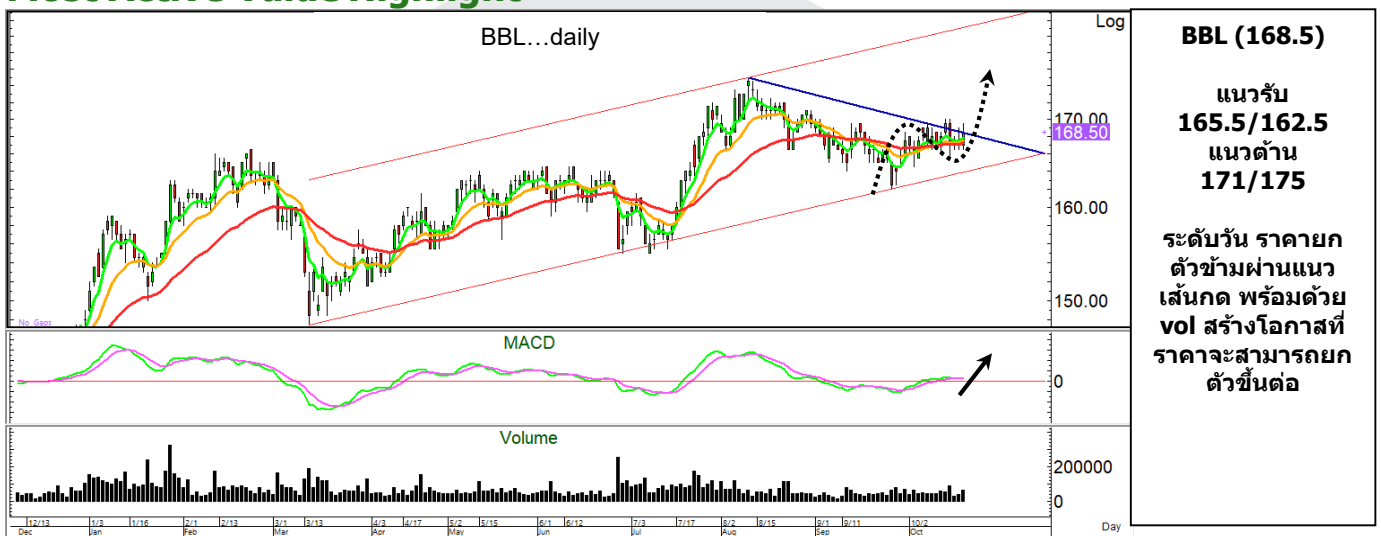 BBL...daily
Log
170.00
168.50
160.00
150.00
No Gaps
MACD
0
Volume
200000
0
12/13 1/3 1/16 2/1 2/13 3/1 3/13 4/3 4/17 5/2 5/15 6/1 6/12 7/3 7/17 8/2 8/15 9/1 9/11 10/2
Dec Jan Feb Mar Apr May Jun Jul Aug Sep Oct
Day
BBL (168.5)
แนวรับ
165.5/162.5
แนวต้าน
171/175
ระดับวัน ราคายก
ตัวข้ามผ่านแนว
เส้นกด พร้อมด้วย
vol สร้างโอกาสที่
ราคาจะสามารถยก
ตัวขึ้นต่อ